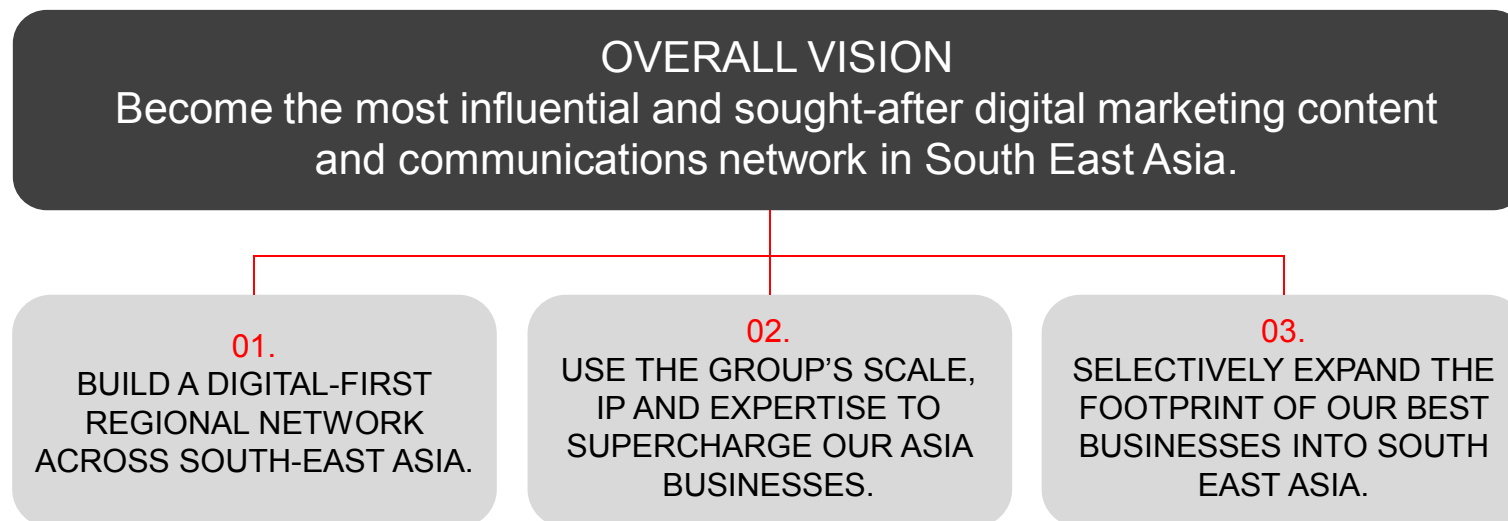 OVERALL VISION
Become the most influential and sought-after digital marketing content
and communications network in South East Asia.
01.
BUILD A DIGITAL-FIRST
REGIONAL NETWORK
ACROSS SOUTH-EAST ASIA.
02.
USE THE GROUP’S SCALE,
IP AND EXPERTISE TO
SUPERCHARGE OUR ASIA
BUSINESSES.
03.
SELECTIVELY EXPAND THE
FOOTPRINT OF OUR BEST
BUSINESSES INTO SOUTH
EAST ASIA.